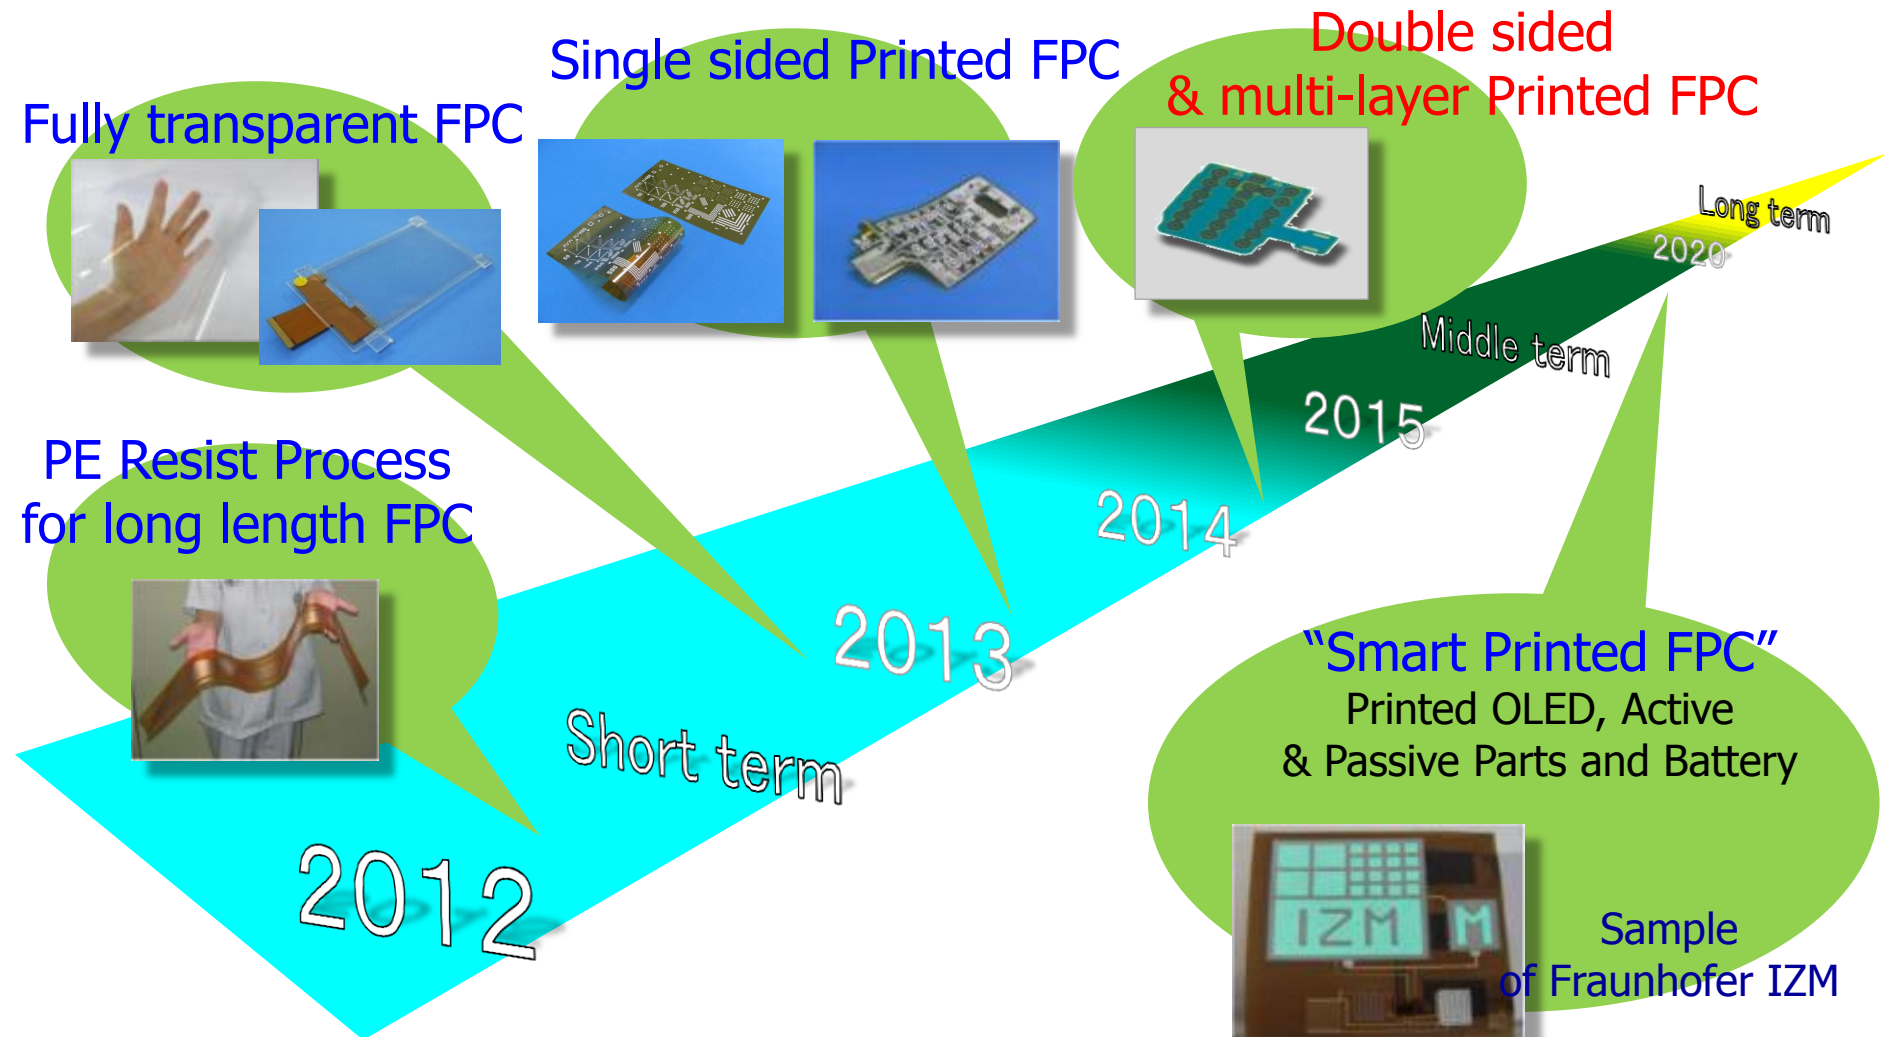 Double sided
& multi-layer Printed FPC
Single sided Printed FPC
Fully transparent FPC
Long term
2020
Middle term
2015
PE Resist Process
for long length FPC
2014
2013
"Smart Printed FPC"
Printed OLED, Active
& Passive Parts and Battery
Short term
2012
IZM M
Sample
of Fraunhofer IZM